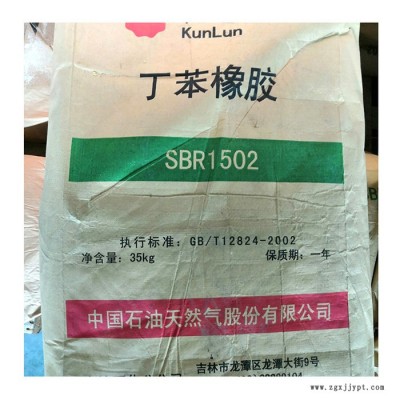 KunLun
丁苯橡胶
SBR1502
执行标准：GB/T12824-2002
净含量：35kg 保质期：一年
中国石油天然气股份有限公司
吉林市龙潭区龙潭大街9号
www.zgxjjypt.com